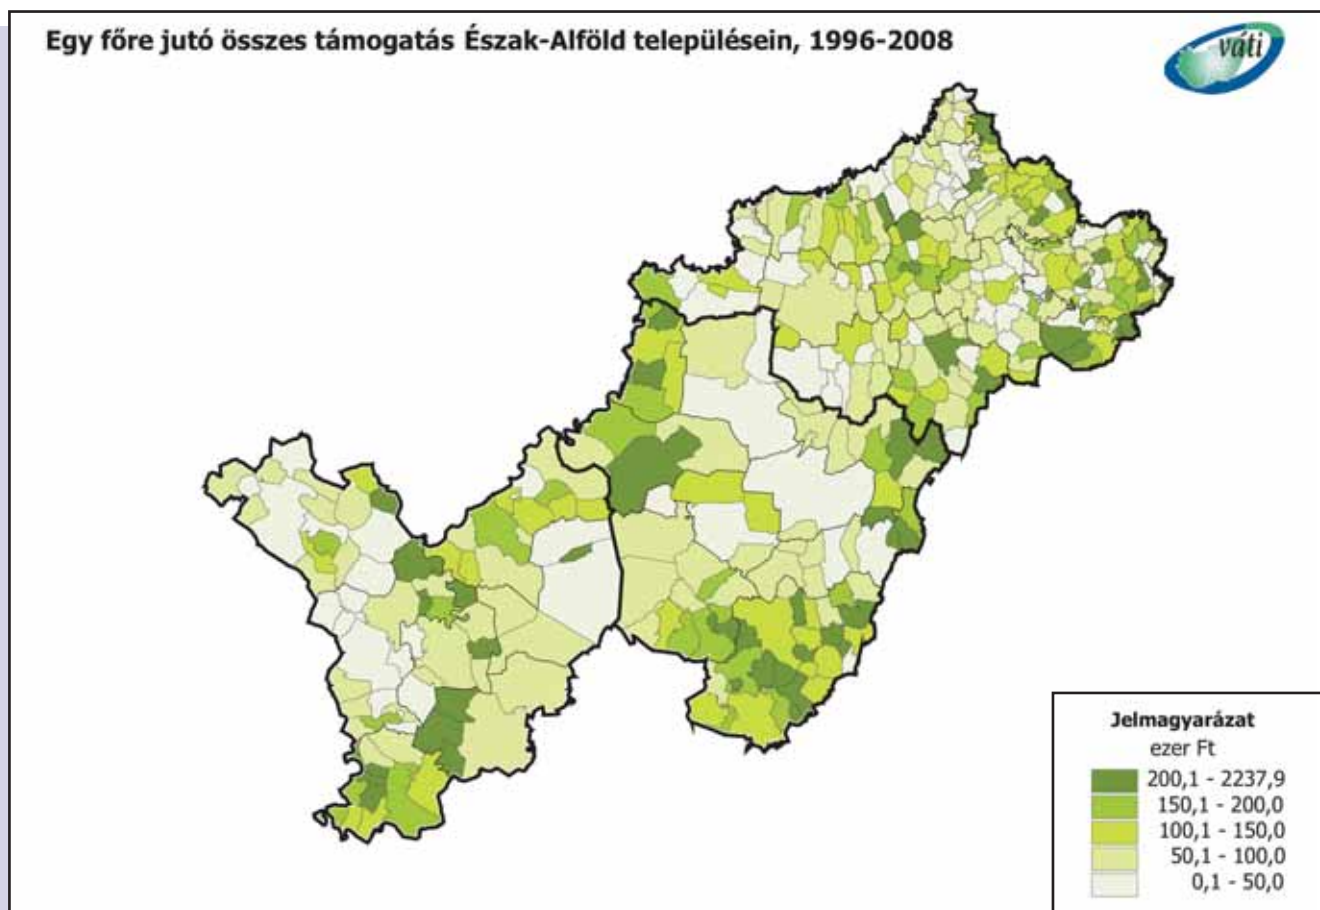 Egy főre jutó összes támogatás Észak-Alföld településein, 1996-2008
váti
Jelmagyarázat
ezer Ft
200,1 - 2237,9
150,1 - 200,0
100,1 - 150,0
50,1 - 100,0
0,1 - 50,0